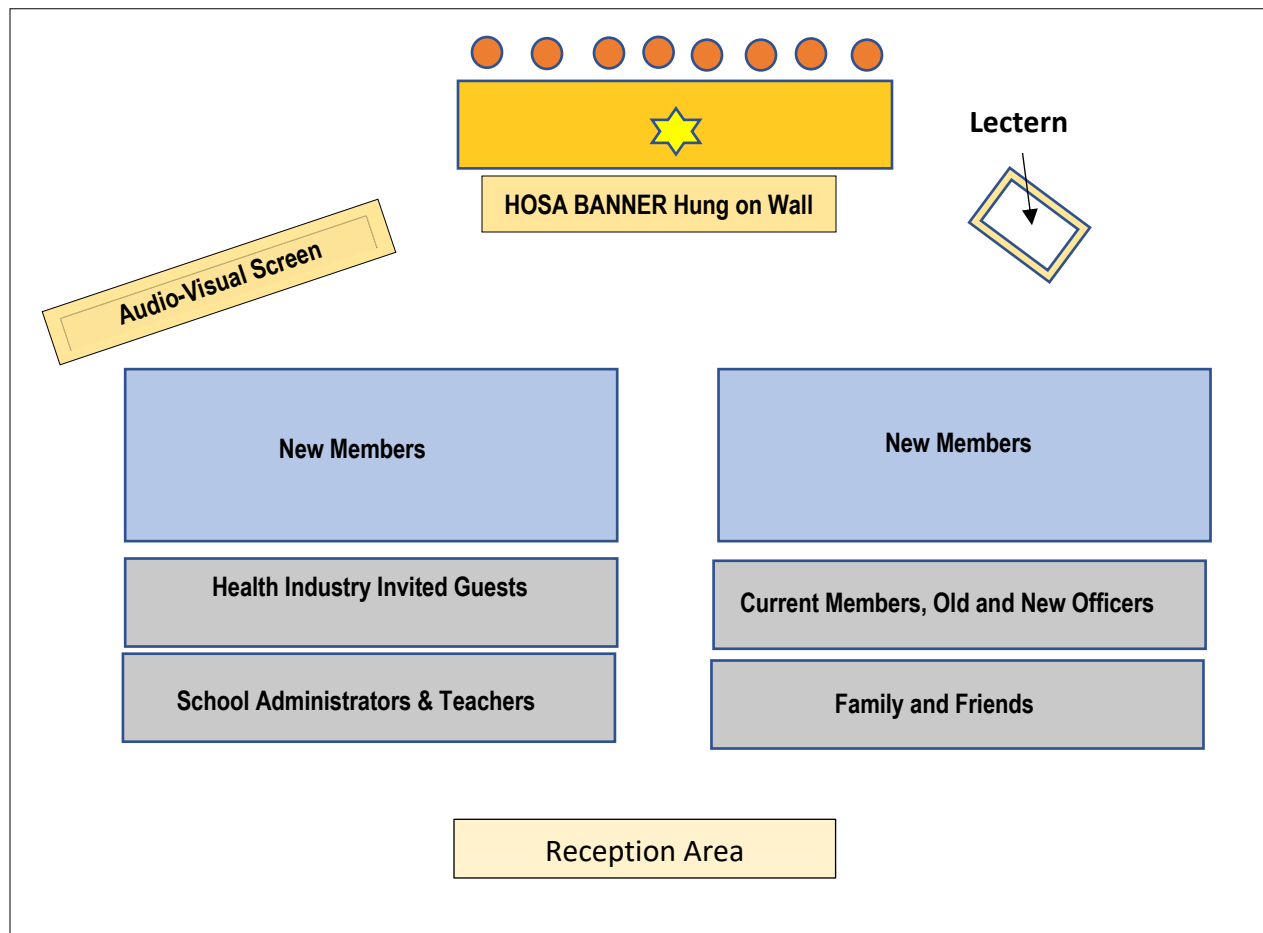 Lectern
HOSA BANNER Hung on Wall
Audio-Visual Screen
New Members
New Members
Health Industry Invited Guests
Current Members, Old and New Officers
School Administrators & Teachers
Family and Friends
Reception Area